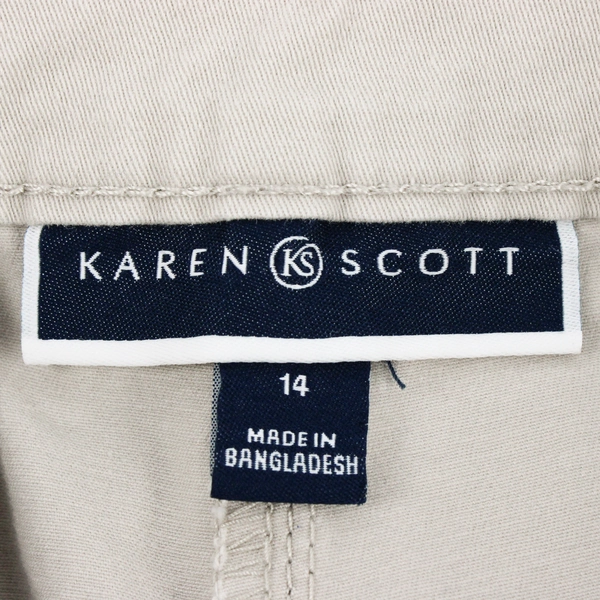 KAREN KS SCOTT
14
MADE IN
BANGLADESH